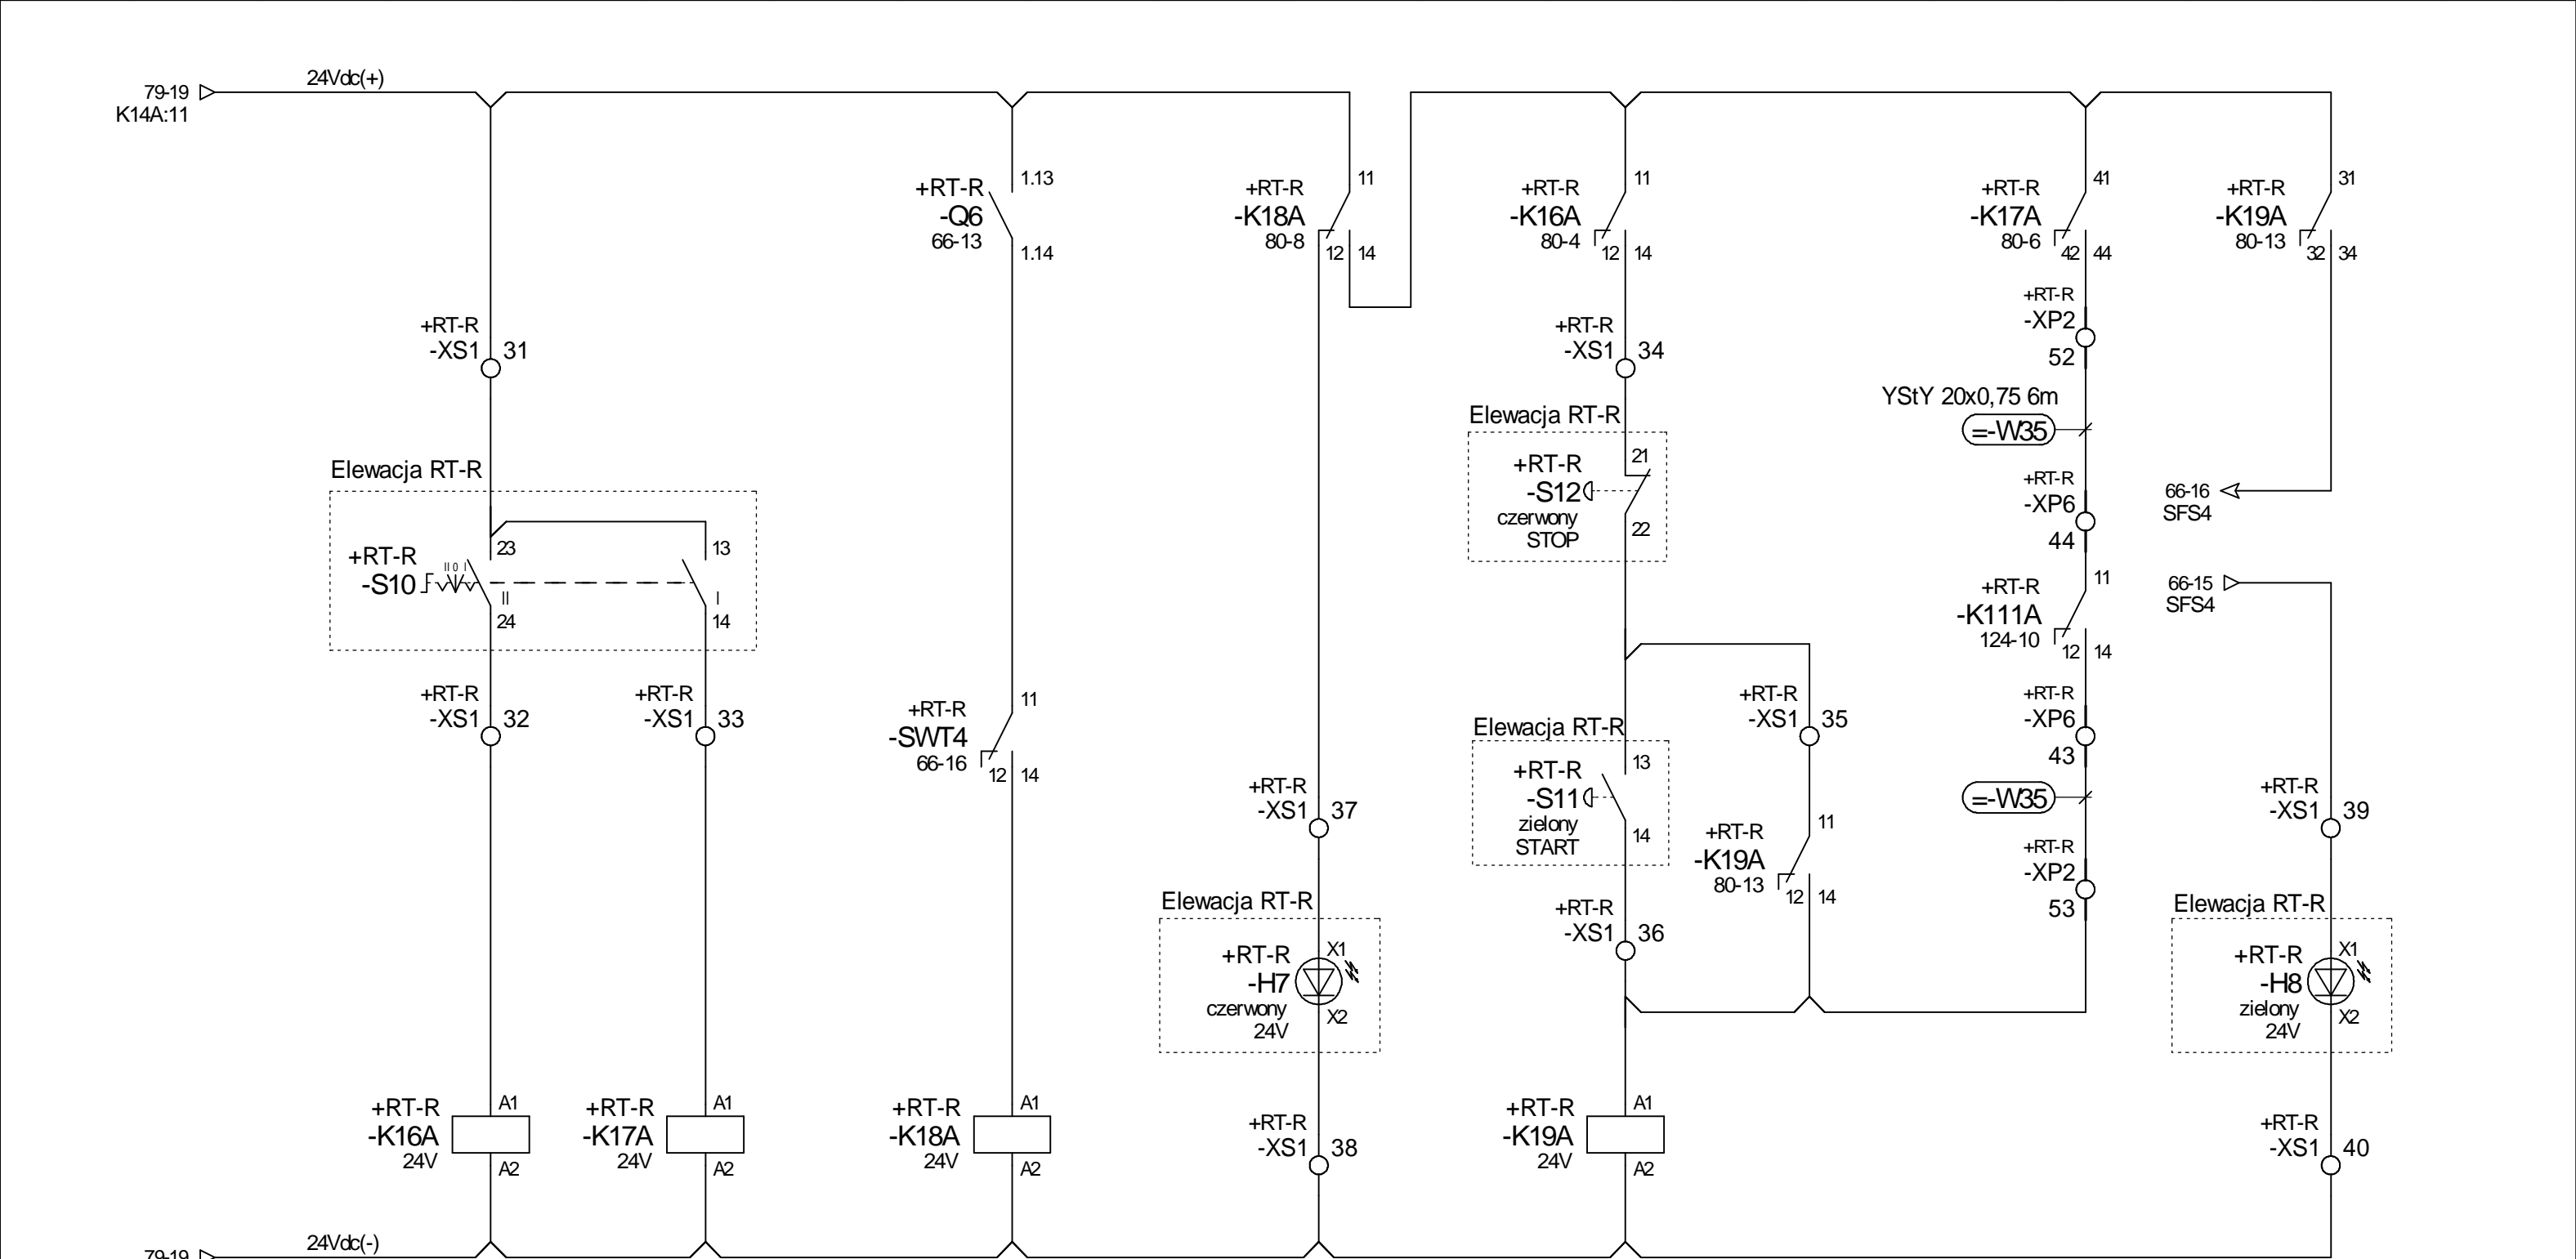 24Vdc(+)
79-19
K14A:11
+RT-R
-XS1 31
Elewacja RT-R
+RT-R
-S10
II 0 I
23
II
24
13
I
14
+RT-R
-XS1 32
+RT-R
-XS1 33
+RT-R
-K16A
24V
A1
A2
+RT-R
-K17A
24V
A1
A2
+RT-R
-Q6
66-13
1.13
1.14
+RT-R
-SWT4
66-16
11
12 14
+RT-R
-K18A
24V
A1
A2
+RT-R
-K18A
80-8
11
12 14
+RT-R
-XS1 37
Elewacja RT-R
+RT-R
-H7
czerwony
24V
X1
X2
+RT-R
-XS1 38
+RT-R
-K16A
80-4
11
12 14
+RT-R
-XS1 34
Elewacja RT-R
+RT-R
-S12
czerwony
STOP
21
22
Elewacja RT-R
+RT-R
-S11
zielony
START
13
14
+RT-R
-XS1 36
+RT-R
-XS1 35
+RT-R
-K19A
80-13
11
12 14
+RT-R
-K19A
24V
A1
A2
+RT-R
-K17A
80-6
41
42 44
+RT-R
-XP2
52
YStY 20x0,75 6m
=-W35
+RT-R
-XP6
44
+RT-R
-K111A
124-10
11
12 14
+RT-R
-XP6
43
=-W35
+RT-R
-XP2
53
+RT-R
-K19A
80-13
31
32 34
66-16
SFS4
66-15
SFS4
+RT-R
-XS1 39
Elewacja RT-R
+RT-R
-H8
zielony
24V
X1
X2
+RT-R
-XS1 40
24Vdc(-)
79-19